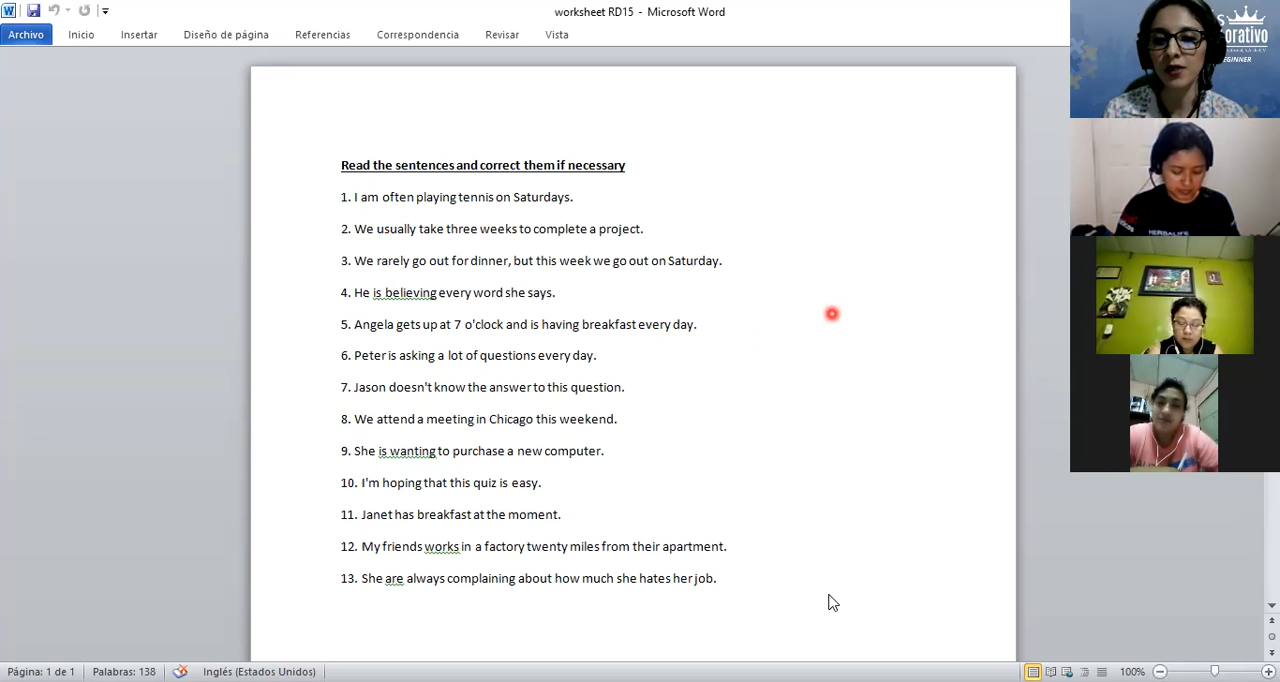 worksheet RD15 - Microsoft Word
Archivo Inicio Insertar Diseño de página Referencias Correspondencia Revisar Vista
orativo
EGINNER
Read the sentences and correct them if necessary
1. I am often playing tennis on Saturdays.
2. We usually take three weeks to complete a project.
3. We rarely go out for dinner, but this week we go out on Saturday.
4. He is believing every word she says.
5. Angela gets up at 7 o'clock and is having breakfast every day.
6. Peter is asking a lot of questions every day.
7. Jason doesn't know the answer to this question.
8. We attend a meeting in Chicago this weekend.
9. She is wanting to purchase a new computer.
10. I'm hoping that this quiz is easy.
11. Janet has breakfast at the moment.
12. My friends works in a factory twenty miles from their apartment.
13. She are always complaining about how much she hates her job.
HERBALIFE
Página: 1 de 1 Palabras: 138 Inglés (Estados Unidos) 100%